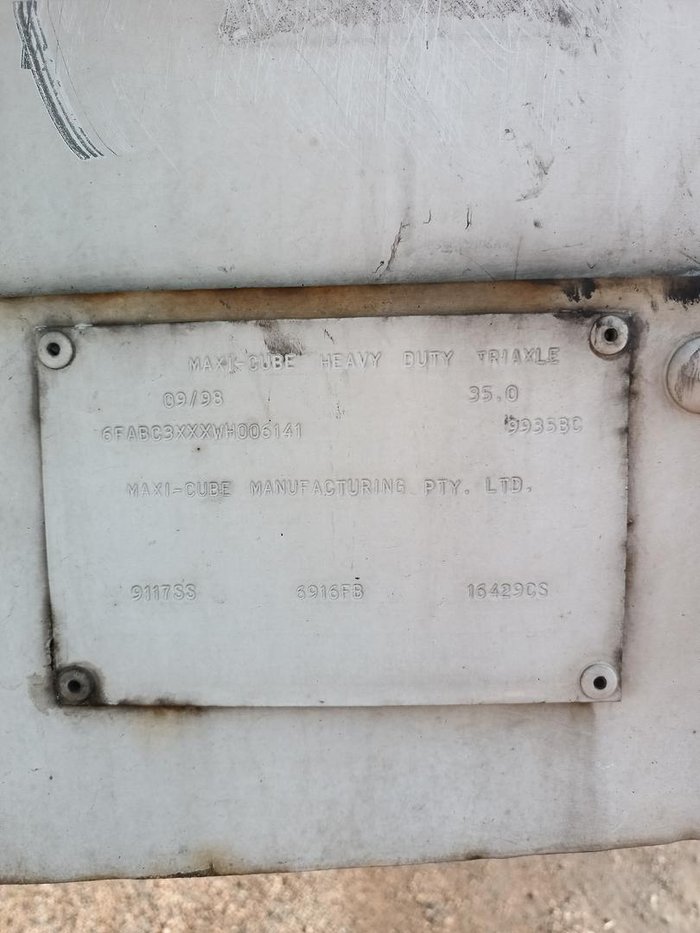 MAXI-CUBE HEAVY DUTY TRIAXLE
09/98 35.0
6FABC3XXXWH006141 9935BC
MAXI-CUBE MANUFACTURING PTY. LTD.
9117SS 6916FB 16429CS